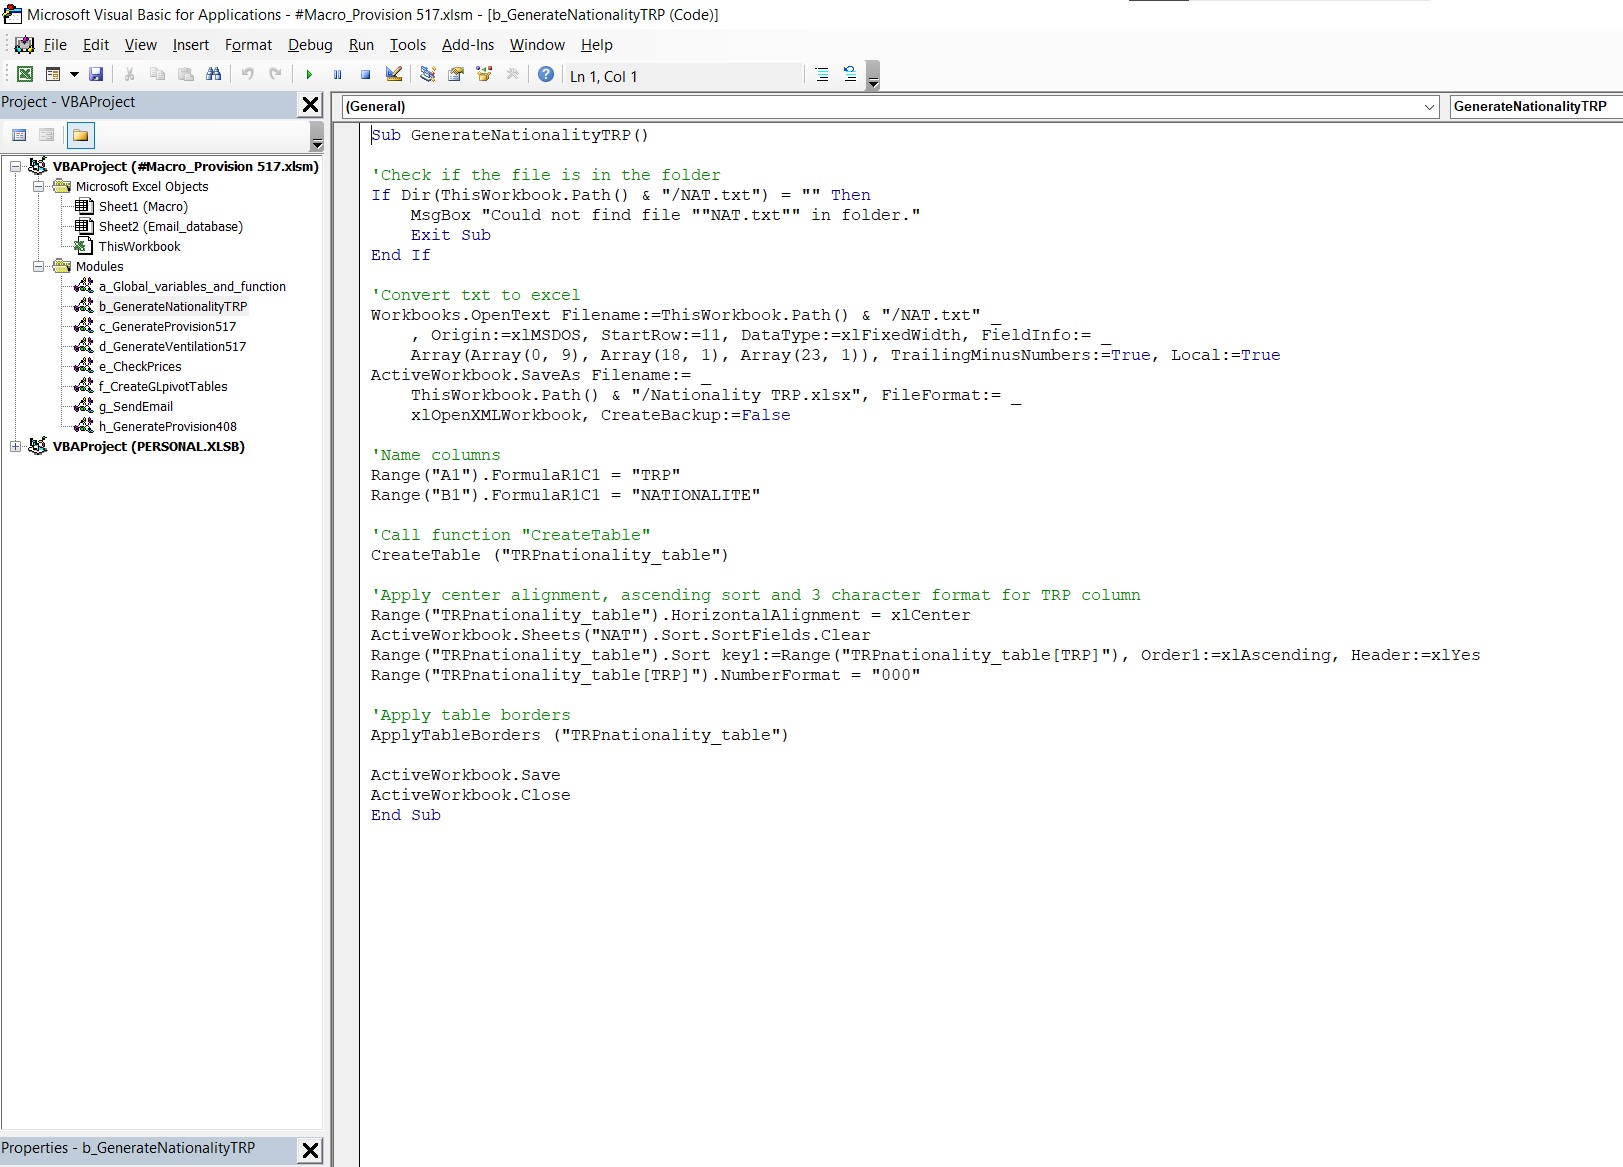 Microsoft Visual Basic for Applications - #Macro_Provision 517.xlsm - [b_GenerateNationalityTRP (Code)]
File Edit View Insert Format Debug Run Tools Add-Ins Window Help
Ln 1, Col 1
Project - VBAProject
(General)
GenerateNationalityTRP
VBAProject (#Macro_Provision 517.xlsm)
Microsoft Excel Objects
Sheet1 (Macro)
Sheet2 (Email_database)
ThisWorkbook
Modules
a_Global_variables_and_function
b_GenerateNationalityTRP
c_GenerateProvision517
d_GenerateVentilation517
e_CheckPrices
f_CreateGLpivotTables
g_SendEmail
h_GenerateProvision408
VBAProject (PERSONAL.XLSB)
Properties - b_GenerateNationalityTRP
Sub GenerateNationalityTRP()
'Check if the file is in the folder
If Dir(ThisWorkbook.Path() & "/NAT.txt") = "" Then
MsgBox "Could not find file ""NAT.txt"" in folder."
Exit Sub
End If
'Convert txt to excel
Workbooks.OpenText Filename:=ThisWorkbook.Path() & "/NAT.txt" _
, Origin:=xlMSDOS, StartRow:=11, DataType:=xlFixedWidth, FieldInfo:= _
Array(Array(0, 9), Array(18, 1), Array(23, 1)), TrailingMinusNumbers:=True, Local:=True
ActiveWorkbook.SaveAs Filename:= _
ThisWorkbook.Path() & "/Nationality TRP.xlsx", FileFormat:= _
xlOpenXMLWorkbook, CreateBackup:=False
'Name columns
Range("A1").FormulaR1C1 = "TRP"
Range("B1").FormulaR1C1 = "NATIONALITE"
'Call function "CreateTable"
CreateTable ("TRPnationality_table")
'Apply center alignment, ascending sort and 3 character format for TRP column
Range("TRPnationality_table").HorizontalAlignment = xlCenter
ActiveWorkbook.Sheets("NAT").Sort.SortFields.Clear
Range("TRPnationality_table").Sort key1:=Range("TRPnationality_table[TRP]"), Order1:=xlAscending, Header:=xlYes
Range("TRPnationality_table[TRP]").NumberFormat = "000"
'Apply table borders
ApplyTableBorders ("TRPnationality_table")
ActiveWorkbook.Save
ActiveWorkbook.Close
End Sub